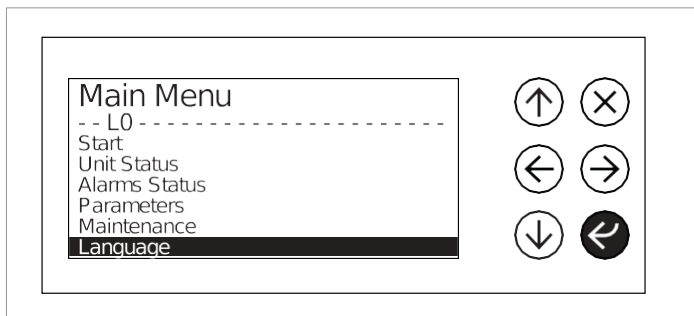 Main Menu
-- L0 ----------------------
Start
Unit Status
Alarms Status
Parameters
Maintenance
Language